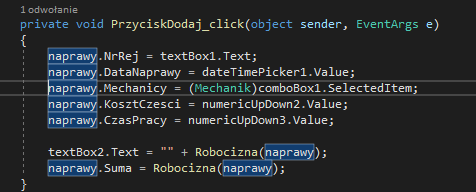 1 odwołanie
private void PrzyciskDodaj_click(object sender, EventArgs e)
{
naprawy.NrRej = textBox1.Text;
naprawy.DataNaprawy = dateTimePicker1.Value;
naprawy.Mechanicy = (Mechanik)comboBox1.SelectedItem;
naprawy.KosztCzesci = numericUpDown2.Value;
naprawy.CzasPracy = numericUpDown3.Value;
textBox2.Text = "" + Robocizna(naprawy);
naprawy.Suma = Robocizna(naprawy);
}